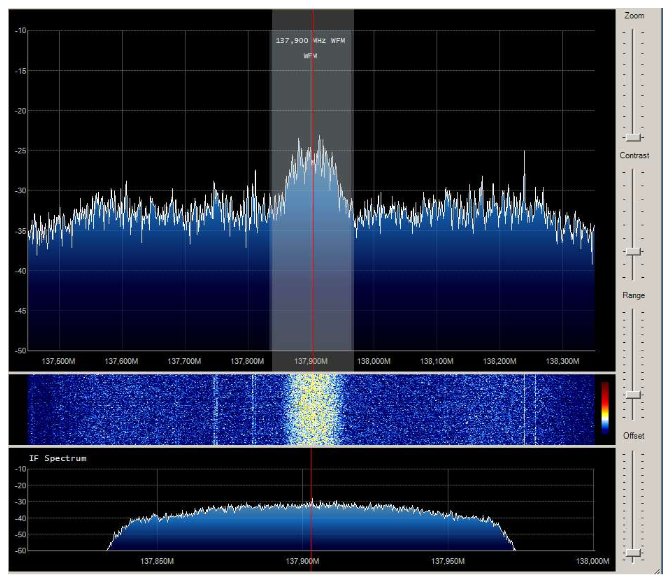 Zoom
-10
137,900 MHz WFM
WFM
-15
-20
-25
Contrast
-30
-35
-40
Range
-45
-50
137,500M 137,600M 137,700M 137,800M 137,900M 138,000M 138,100M 138,200M 138,300M
Offset
IF Spectrum
-10
-20
-30
-40
-50
-60
137,850M 137,900M 137,950M 138,000M